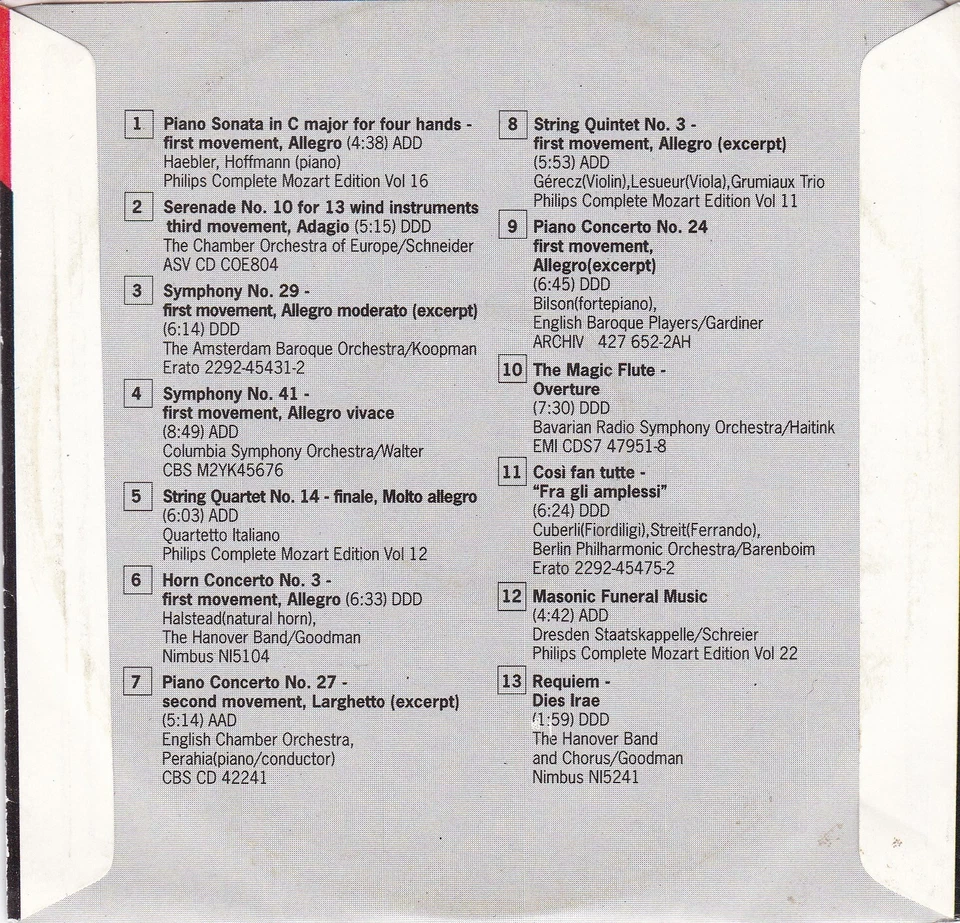 1 Piano Sonata in C major for four hands -
first movement, Allegro (4:38) ADD
Haebler, Hoffmann (piano)
Philips Complete Mozart Edition Vol 16
2 Serenade No. 10 for 13 wind instruments
third movement, Adagio (5:15) DDD
The Chamber Orchestra of Europe/Schneider
ASV CD COE804
3 Symphony No. 29 -
first movement, Allegro moderato (excerpt)
(6:14) DDD
The Amsterdam Baroque Orchestra/Koopman
Erato 2292-45431-2
4 Symphony No. 41 -
first movement, Allegro vivace
(8:49) ADD
Columbia Symphony Orchestra/Walter
CBS M2YK45676
5 String Quartet No. 14 - finale, Molto allegro
(6:03) ADD
Quartetto Italiano
Philips Complete Mozart Edition Vol 12
6 Horn Concerto No. 3 -
first movement, Allegro (6:33) DDD
Halstead(natural horn),
The Hanover Band/Goodman
Nimbus NI5104
7 Piano Concerto No. 27 -
second movement, Larghetto (excerpt)
(5:14) AAD
English Chamber Orchestra,
Perahia(piano/conductor)
CBS CD 42241
8 String Quintet No. 3 -
first movement, Allegro (excerpt)
(5:53) ADD
Gérecz(Violin),Lesueur(Viola),Grumiaux Trio
Philips Complete Mozart Edition Vol 11
9 Piano Concerto No. 24
first movement,
Allegro(excerpt)
(6:45) DDD
Bilson(fortepiano),
English Baroque Players/Gardiner
ARCHIV 427 652-2AH
10 The Magic Flute -
Overture
(7:30) DDD
Bavarian Radio Symphony Orchestra/Haitink
EMI CDS7 47951-8
11 Così fan tutte -
“Fra gli amplessi”
(6:24) DDD
Cuberli(Fiordiligi),Streit(Ferrando),
Berlin Philharmonic Orchestra/Barenboim
Erato 2292-45475-2
12 Masonic Funeral Music
(4:42) ADD
Dresden Staatskappelle/Schreier
Philips Complete Mozart Edition Vol 22
13 Requiem -
Dies Irae
(1:59) DDD
The Hanover Band
and Chorus/Goodman
Nimbus NI5241